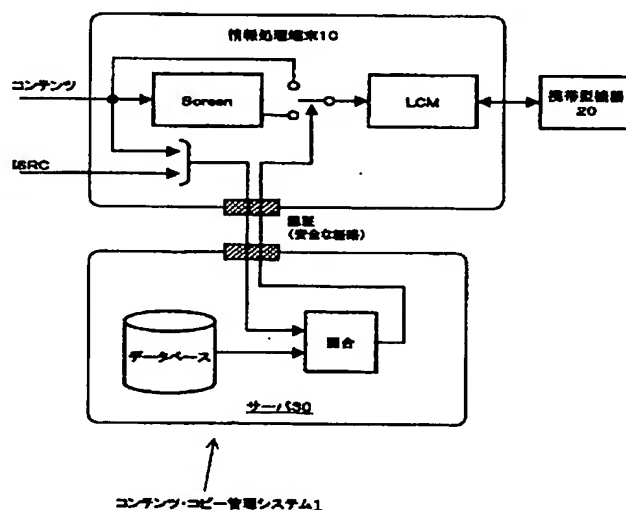 情報処理端末10
コンテンツ
Screen
LCM
携帯型機器
20
ISRC
認証
(安全な経路)
データベース
照合
サーバ30
コンテンツ・コピー管理システム1